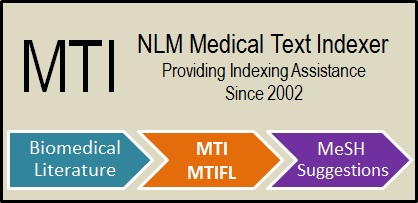 MTI
NLM Medical Text Indexer
Providing Indexing Assistance
Since 2002
Biomedical
Literature
MTI
MTIFL
MeSH
Suggestions